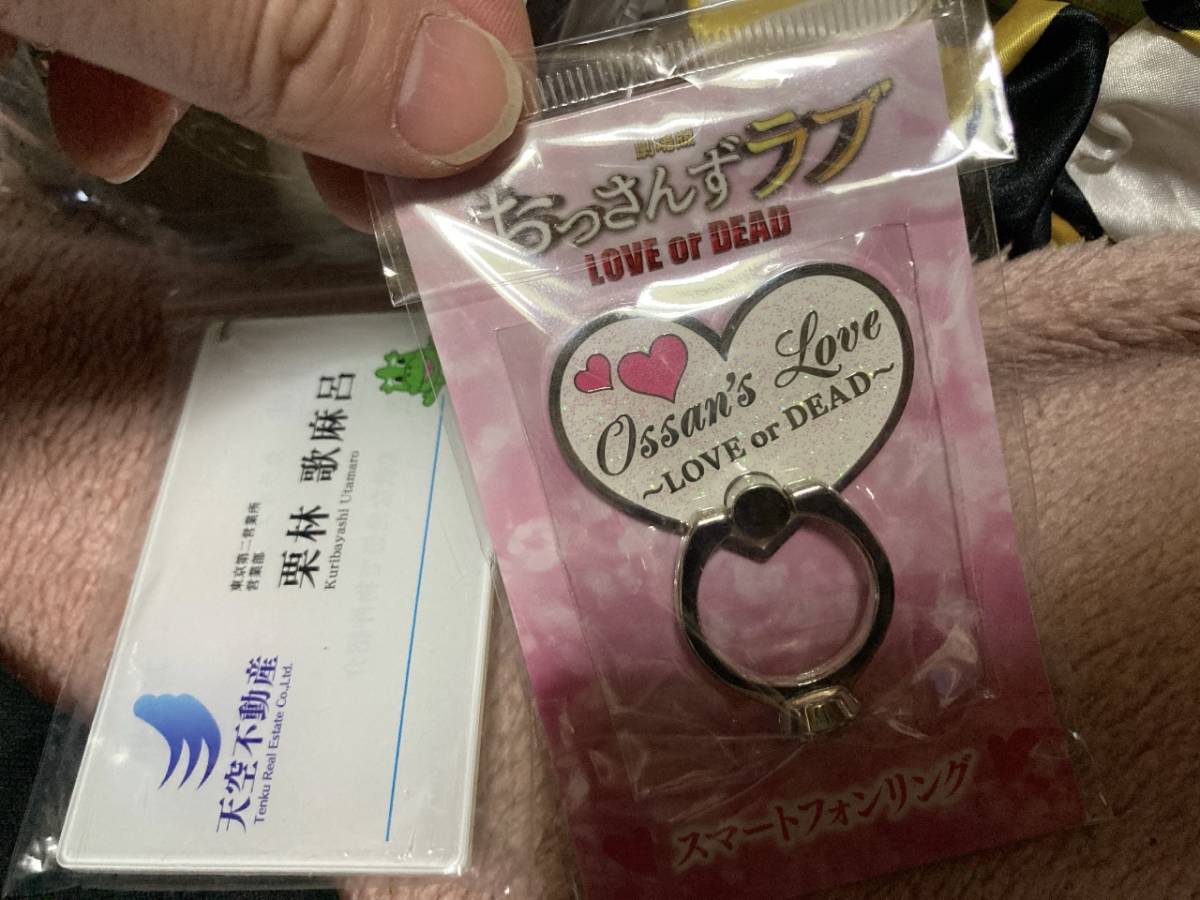 劇場版
おっさんずラブ
LOVE or DEAD
Ossan's Love
~LOVE or DEAD~
スマートフォンリング
東京第二営業所
営業部
栗林 歌麻呂
Kuribayashi Utamaro
天空不動産
Tenku Real Estate Co.,Ltd.